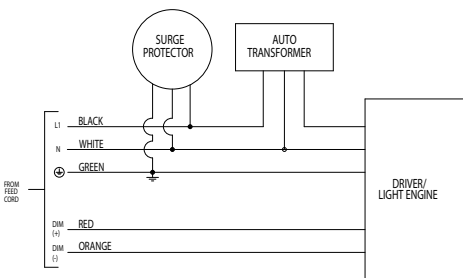 SURGE
PROTECTOR
AUTO
TRANSFORMER
L1 BLACK
N WHITE
GREEN
FROM
FEED
CORD
DRIVER/
LIGHT ENGINE
DIM
(+)
RED
DIM
(-)
ORANGE